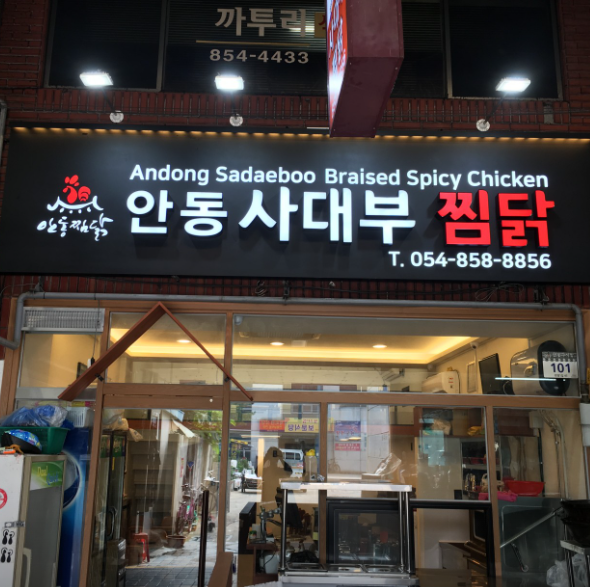 까투리
854-4433
Andong Sadaeboo Braised Spicy Chicken
안동찜닭
안동 사대부 찜닭
T. 054-858-8856
101